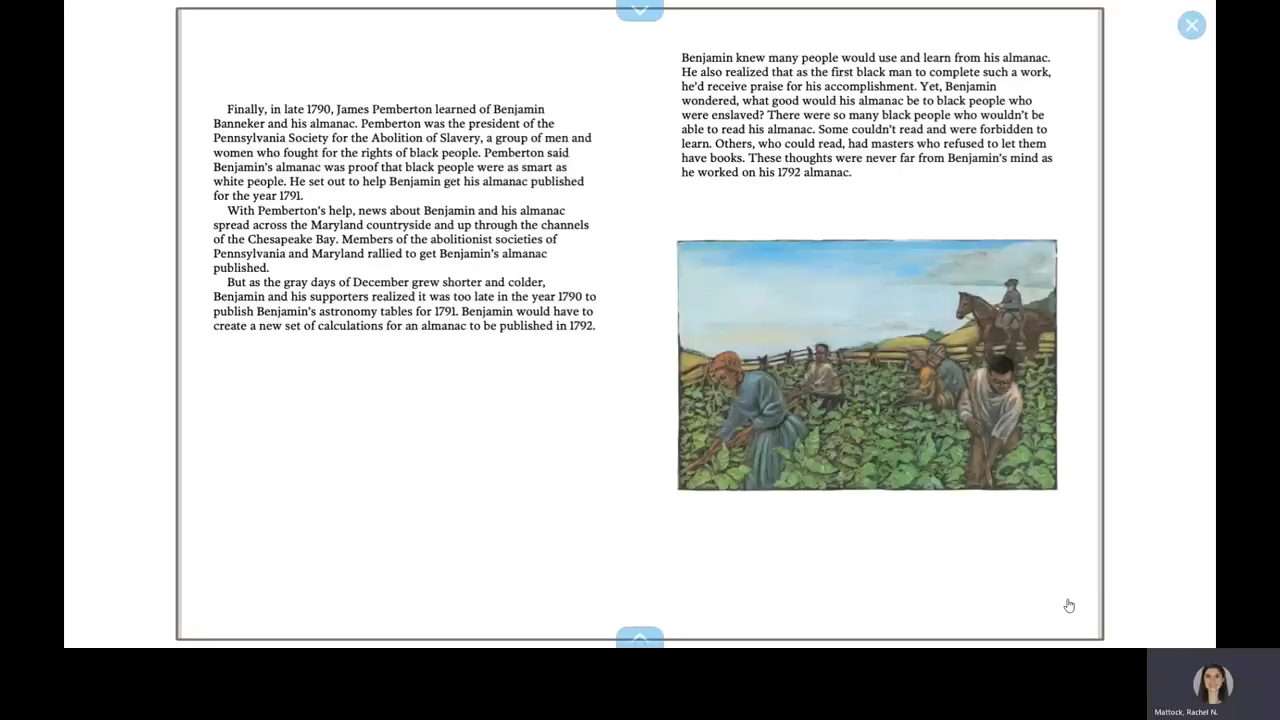 Finally, in late 1790, James Pemberton learned of Benjamin
Banneker and his almanac. Pemberton was the president of the
Pennsylvania Society for the Abolition of Slavery, a group of men and
women who fought for the rights of black people. Pemberton said
Benjamin's almanac was proof that black people were as smart as
white people. He set out to help Benjamin get his almanac published
for the year 1791.
With Pemberton's help, news about Benjamin and his almanac
spread across the Maryland countryside and up through the channels
of the Chesapeake Bay. Members of the abolitionist societies of
Pennsylvania and Maryland rallied to get Benjamin's almanac
published.
But as the gray days of December grew shorter and colder,
Benjamin and his supporters realized it was too late in the year 1790 to
publish Benjamin's astronomy tables for 1791. Benjamin would have to
create a new set of calculations for an almanac to be published in 1792.
Benjamin knew many people would use and learn from his almanac.
He also realized that as the first black man to complete such a work,
he'd receive praise for his accomplishment. Yet, Benjamin
wondered, what good would his almanac be to black people who
were enslaved? There were so many black people who wouldn't be
able to read his almanac. Some couldn't read and were forbidden to
learn. Others, who could read, had masters who refused to let them
have books. These thoughts were never far from Benjamin's mind as
he worked on his 1792 almanac.
Mattock, Rachel N.